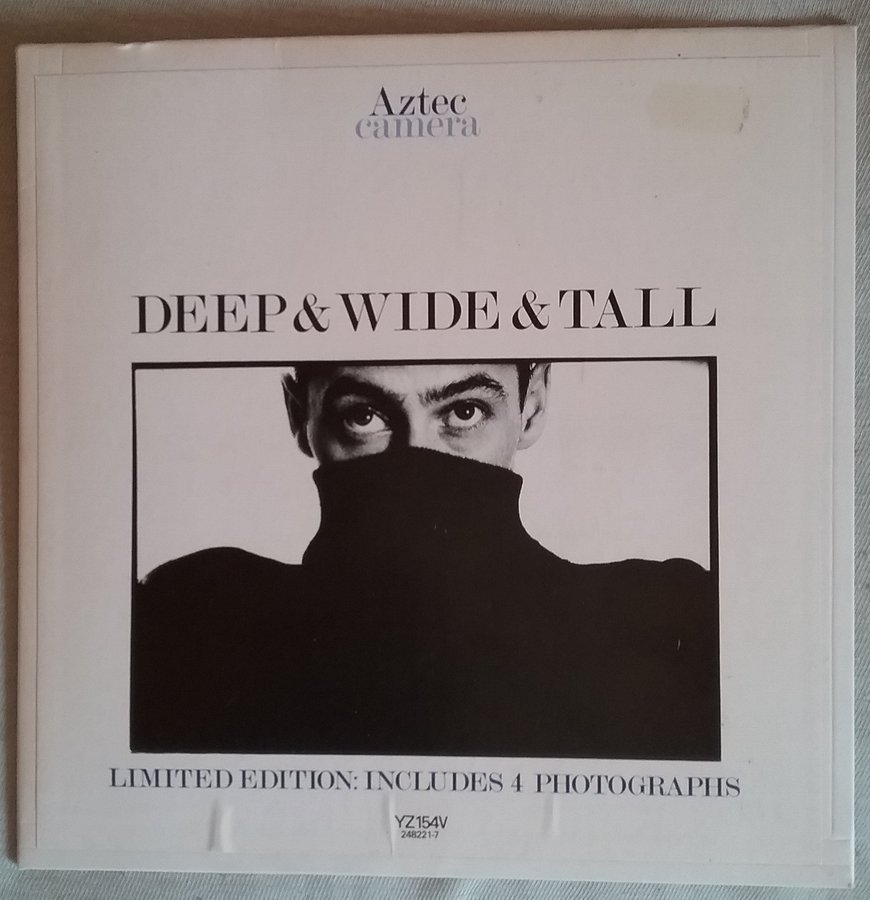 Aztec
camera
DEEP & WIDE & TALL
LIMITED EDITION: INCLUDES 4 PHOTOGRAPHS
YZ154V
248221-7